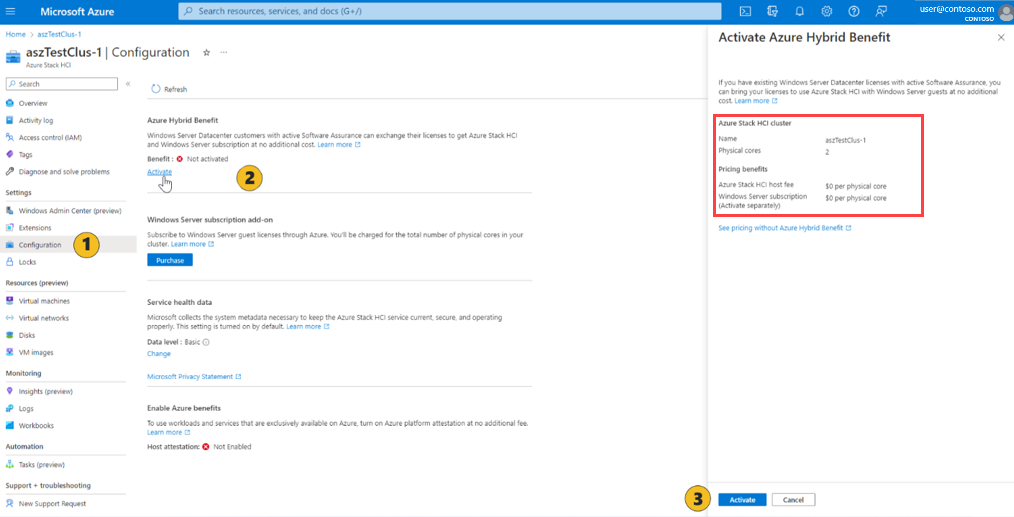 Microsoft Azure
Search resources, services, and docs (G+/)
user@contoso.com
CONTOSO
Home > aszTestClus-1
aszTestClus-1 | Configuration
Azure Stack HCI
Search
Overview
Activity log
Access control (IAM)
Tags
Diagnose and solve problems
Settings
Windows Admin Center (preview)
Extensions
Configuration
1
Locks
Resources (preview)
Virtual machines
Virtual networks
Disks
VM images
Monitoring
Insights (preview)
Logs
Workbooks
Automation
Tasks (preview)
Support + troubleshooting
New Support Request
Refresh
Azure Hybrid Benefit
Windows Server Datacenter customers with active Software Assurance can exchange their licenses to get Azure Stack HCI
and Windows Server subscription at no additional cost. Learn more
Benefit : Not activated
Activate
2
Windows Server subscription add-on
Subscribe to Windows Server guest licenses through Azure. You'll be charged for the total number of physical cores in your
cluster. Learn more
Purchase
Service health data
Microsoft collects the system metadata necessary to keep the Azure Stack HCI service current, secure, and operating
properly. This setting is turned on by default. Learn more
Data level : Basic
Change
Microsoft Privacy Statement
Enable Azure benefits
To use workloads and services that are exclusively available on Azure, turn on Azure platform attestation at no additional fee.
Learn more
Host attestation: Not Enabled
Activate Azure Hybrid Benefit
If you have existing Windows Server Datacenter licenses with active Software Assurance, you
can bring your licenses to use Azure Stack HCI with Windows Server guests at no additional
cost. Learn more
Azure Stack HCI cluster
Name aszTestClus-1
Physical cores 2
Pricing benefits
Azure Stack HCI host fee $0 per physical core
Windows Server subscription $0 per physical core
(Activate separately)
See pricing without Azure Hybrid Benefit
3
Activate
Cancel